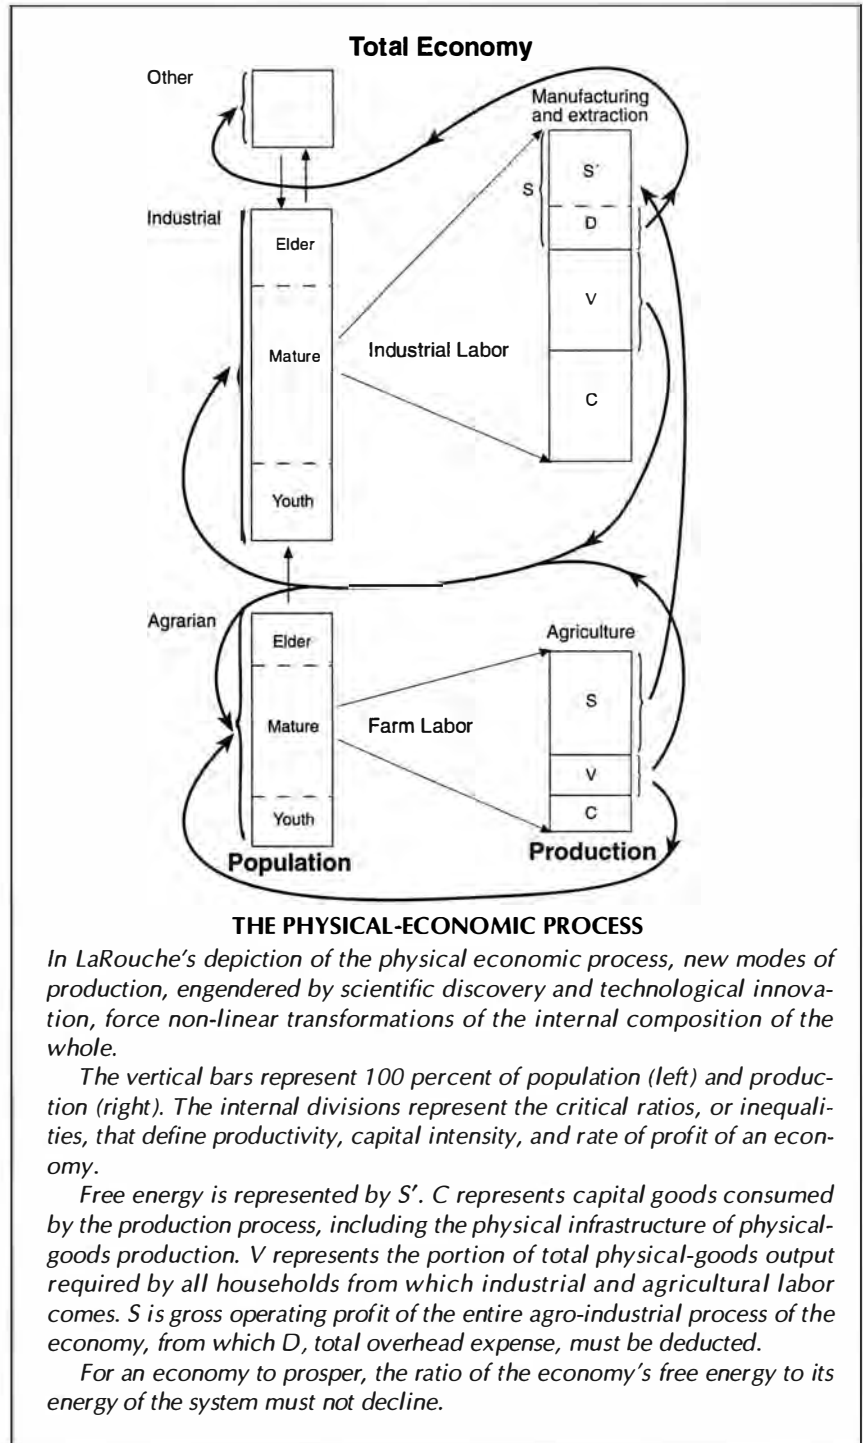 Total Economy
Other
Manufacturing
and extraction
S′
S
D
Industrial
Elder
V
Mature
Industrial Labor
C
Youth
Agrarian
Elder
Agriculture
S
Mature
Farm Labor
V
C
Youth
Population
Production
THE PHYSICAL-ECONOMIC PROCESS
In LaRouche's depiction of the physical economic process, new modes of
production, engendered by scientific discovery and technological innova-
tion, force non-linear transformations of the internal composition of the
whole.
The vertical bars represent 100 percent of population (left) and produc-
tion (right). The internal divisions represent the critical ratios, or inequali-
ties, that define productivity, capital intensity, and rate of profit of an econ-
omy.
Free energy is represented by S′. C represents capital goods consumed
by the production process, including the physical infrastructure of physical-
goods production. V represents the portion of total physical-goods output
required by all households from which industrial and agricultural labor
comes. S is gross operating profit of the entire agro-industrial process of the
economy, from which D, total overhead expense, must be deducted.
For an economy to prosper, the ratio of the economy's free energy to its
energy of the system must not decline.